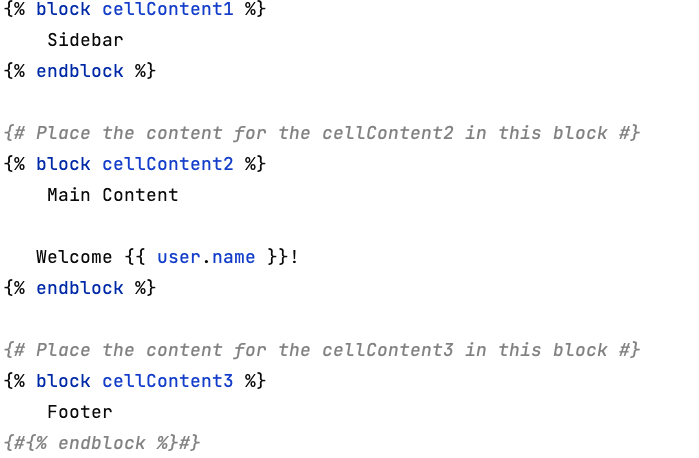 {% block cellContent1 %}
Sidebar
{% endblock %}
{# Place the content for the cellContent2 in this block #}
{% block cellContent2 %}
Main Content
Welcome {{ user.name }}!
{% endblock %}
{# Place the content for the cellContent3 in this block #}
{% block cellContent3 %}
Footer
{#{% endblock %}#}